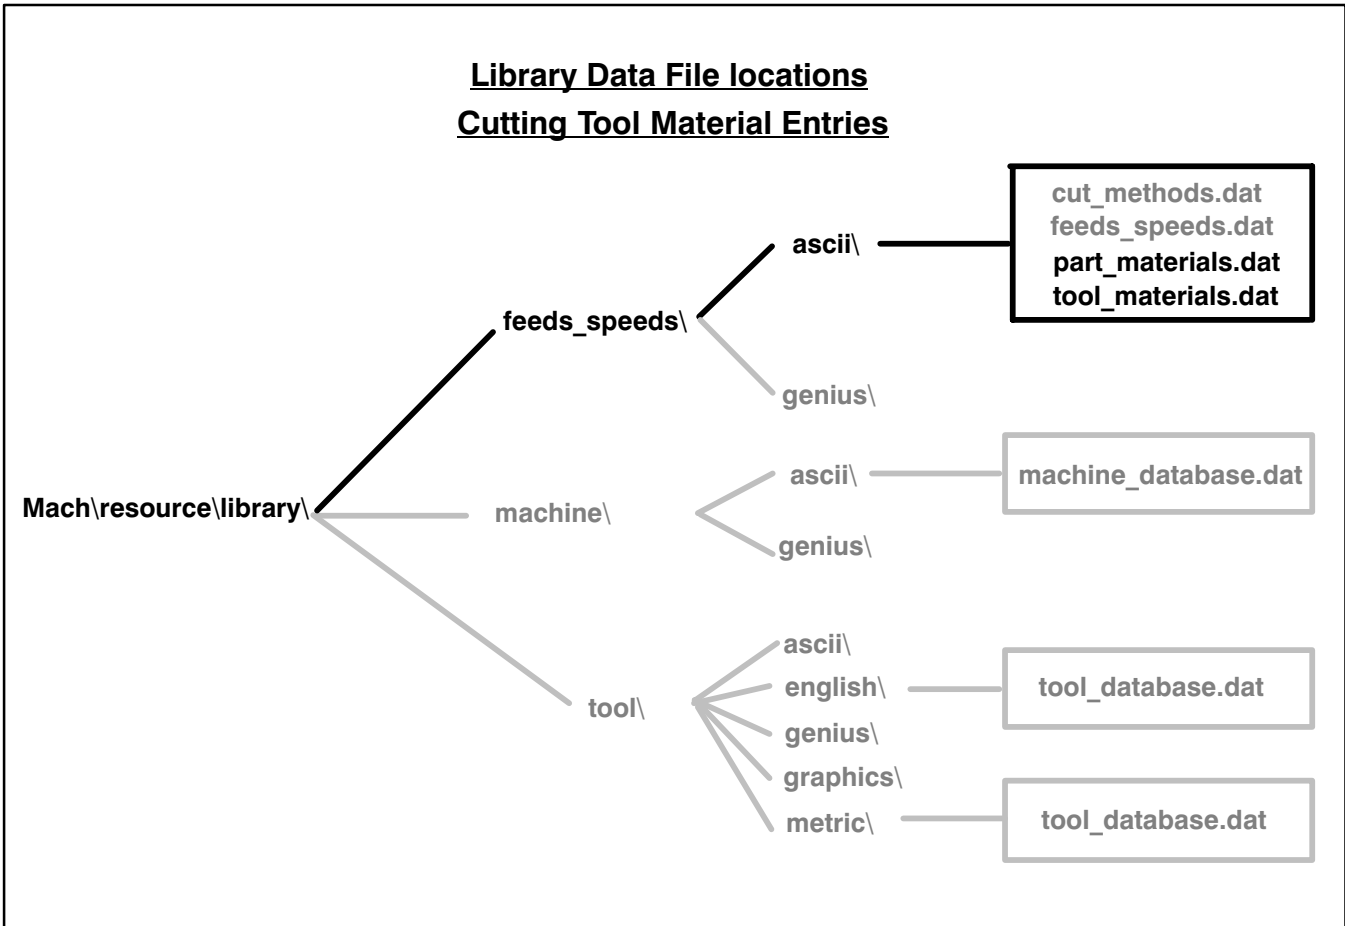 Library Data File locations
Cutting Tool Material Entries
cut_methods.dat
feeds_speeds.dat
part_materials.dat
tool_materials.dat
ascii\
feeds_speeds\
genius\
Mach\resource\library\
machine\
ascii\
machine_database.dat
genius\
tool\
ascii\
english\
tool_database.dat
genius\
graphics\
metric\
tool_database.dat